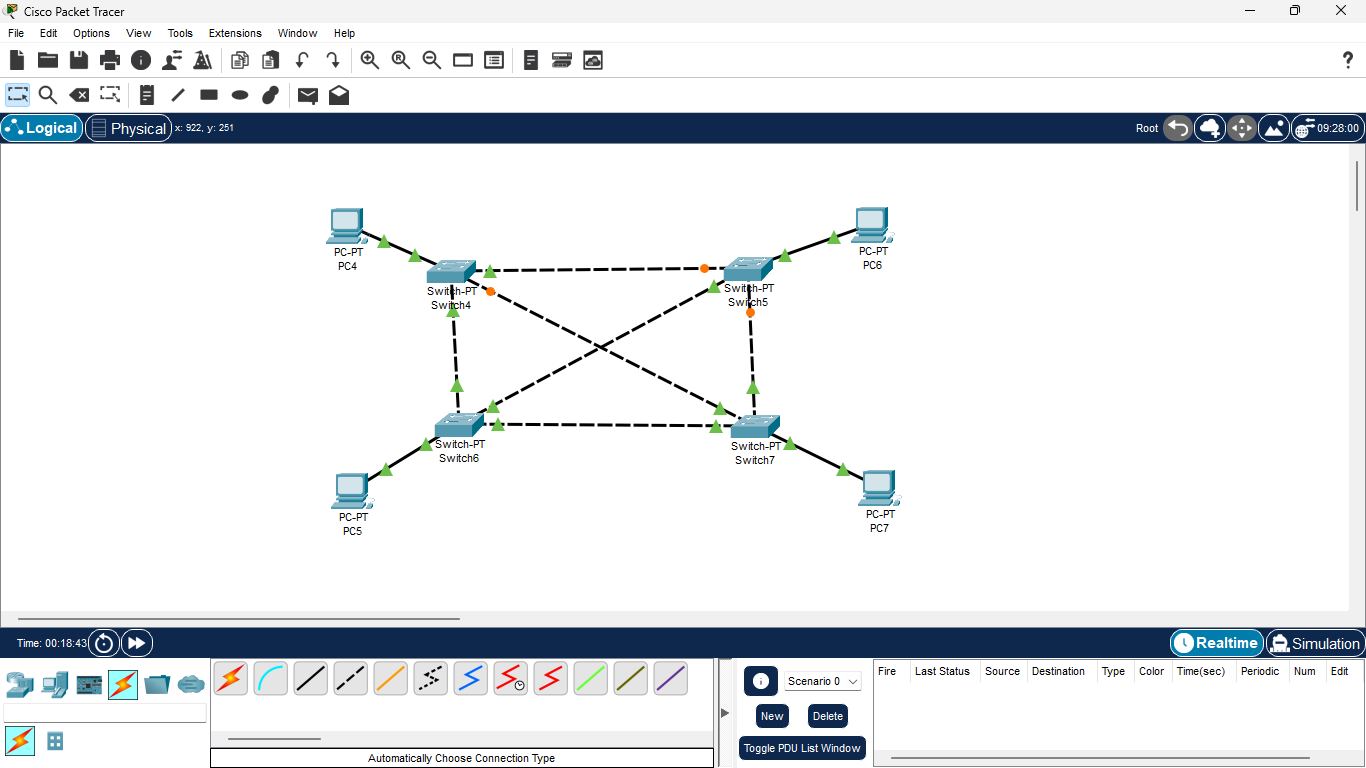 Cisco Packet Tracer
File Edit Options View Tools Extensions Window Help
Logical Physical x: 922, y: 251 Root 09:28:00
PC-PT
PC4
PC-PT
PC6
Switch-PT
Switch4
Switch-PT
Switch5
Switch-PT
Switch6
Switch-PT
Switch7
PC-PT
PC5
PC-PT
PC7
Time: 00:18:43 Realtime Simulation
Scenario 0
New Delete
Toggle PDU List Window
Fire Last Status Source Destination Type Color Time(sec) Periodic Num Edit
Automatically Choose Connection Type